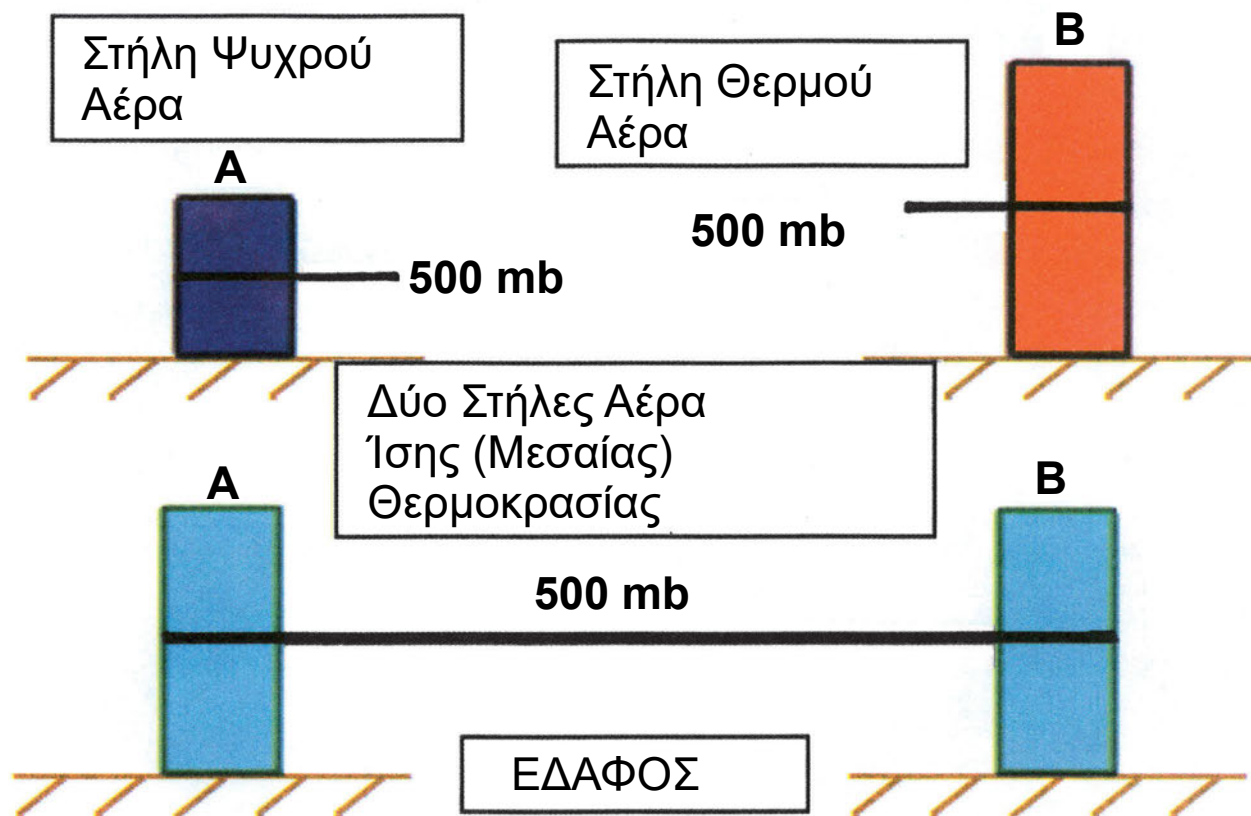 Στήλη Ψυχρού
Αέρα
A
500 mb
Στήλη Θερμού
Αέρα
B
500 mb
Δύο Στήλες Αέρα
Ίσης (Μεσαίας)
Θερμοκρασίας
A
B
500 mb
ΕΔΑΦΟΣ